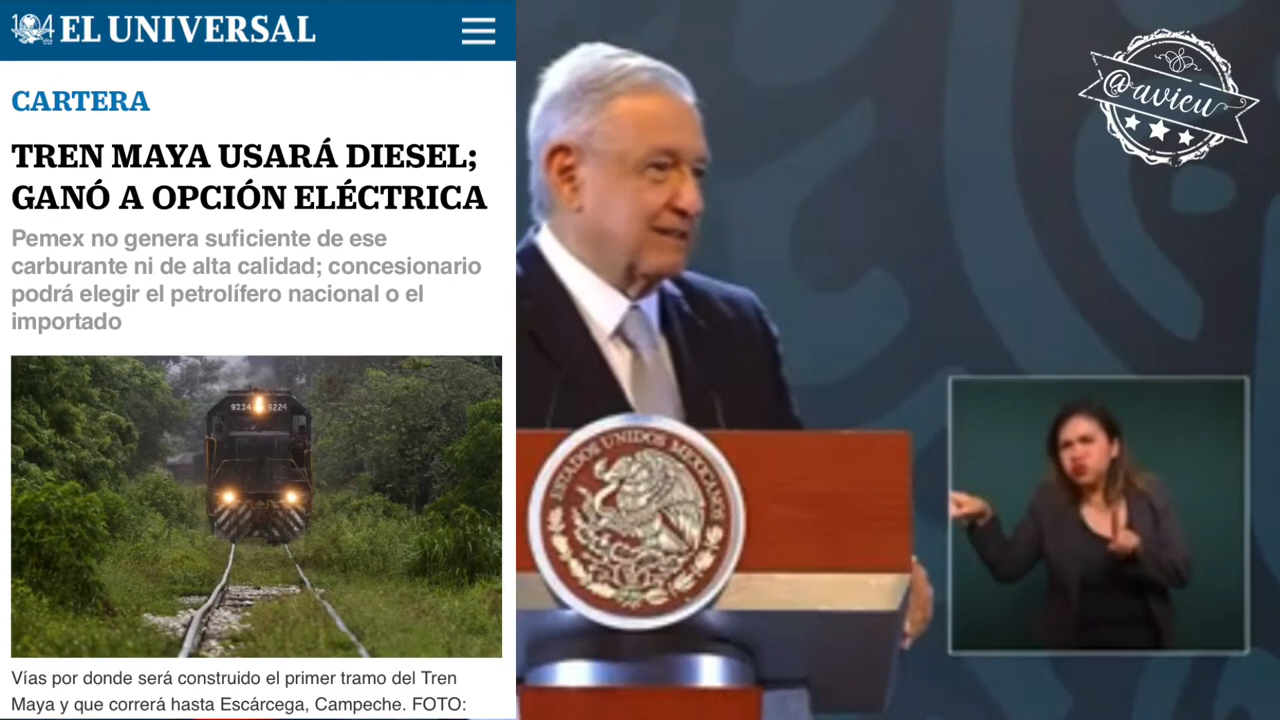 104 EL UNIVERSAL
CARTERA
TREN MAYA USARÁ DIESEL;
GANÓ A OPCIÓN ELÉCTRICA
Pemex no genera suficiente de ese
carburante ni de alta calidad; concesionario
podrá elegir el petrolífero nacional o el
importado
9224 9224
Vías por donde será construido el primer tramo del Tren
Maya y que correrá hasta Escárcega, Campeche. FOTO:
ESTADOS UNIDOS MEXICANOS
@avieu